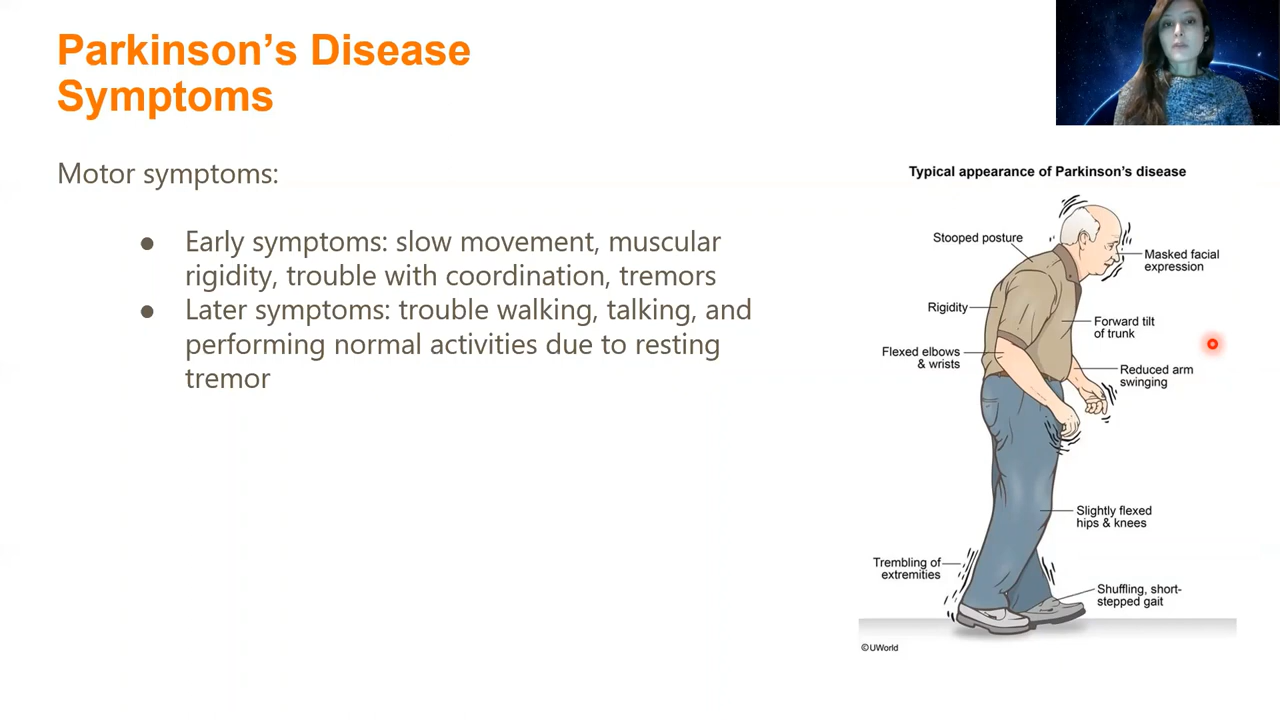 Parkinson’s Disease
Symptoms
Motor symptoms:
● Early symptoms: slow movement, muscular
rigidity, trouble with coordination, tremors
● Later symptoms: trouble walking, talking, and
performing normal activities due to resting
tremor
Typical appearance of Parkinson’s disease
Stooped posture
Masked facial
expression
Rigidity
Forward tilt
of trunk
Flexed elbows
& wrists
Reduced arm
swinging
Slightly flexed
hips & knees
Trembling of
extremities
Shuffling, short-
stepped gait
©UWorld